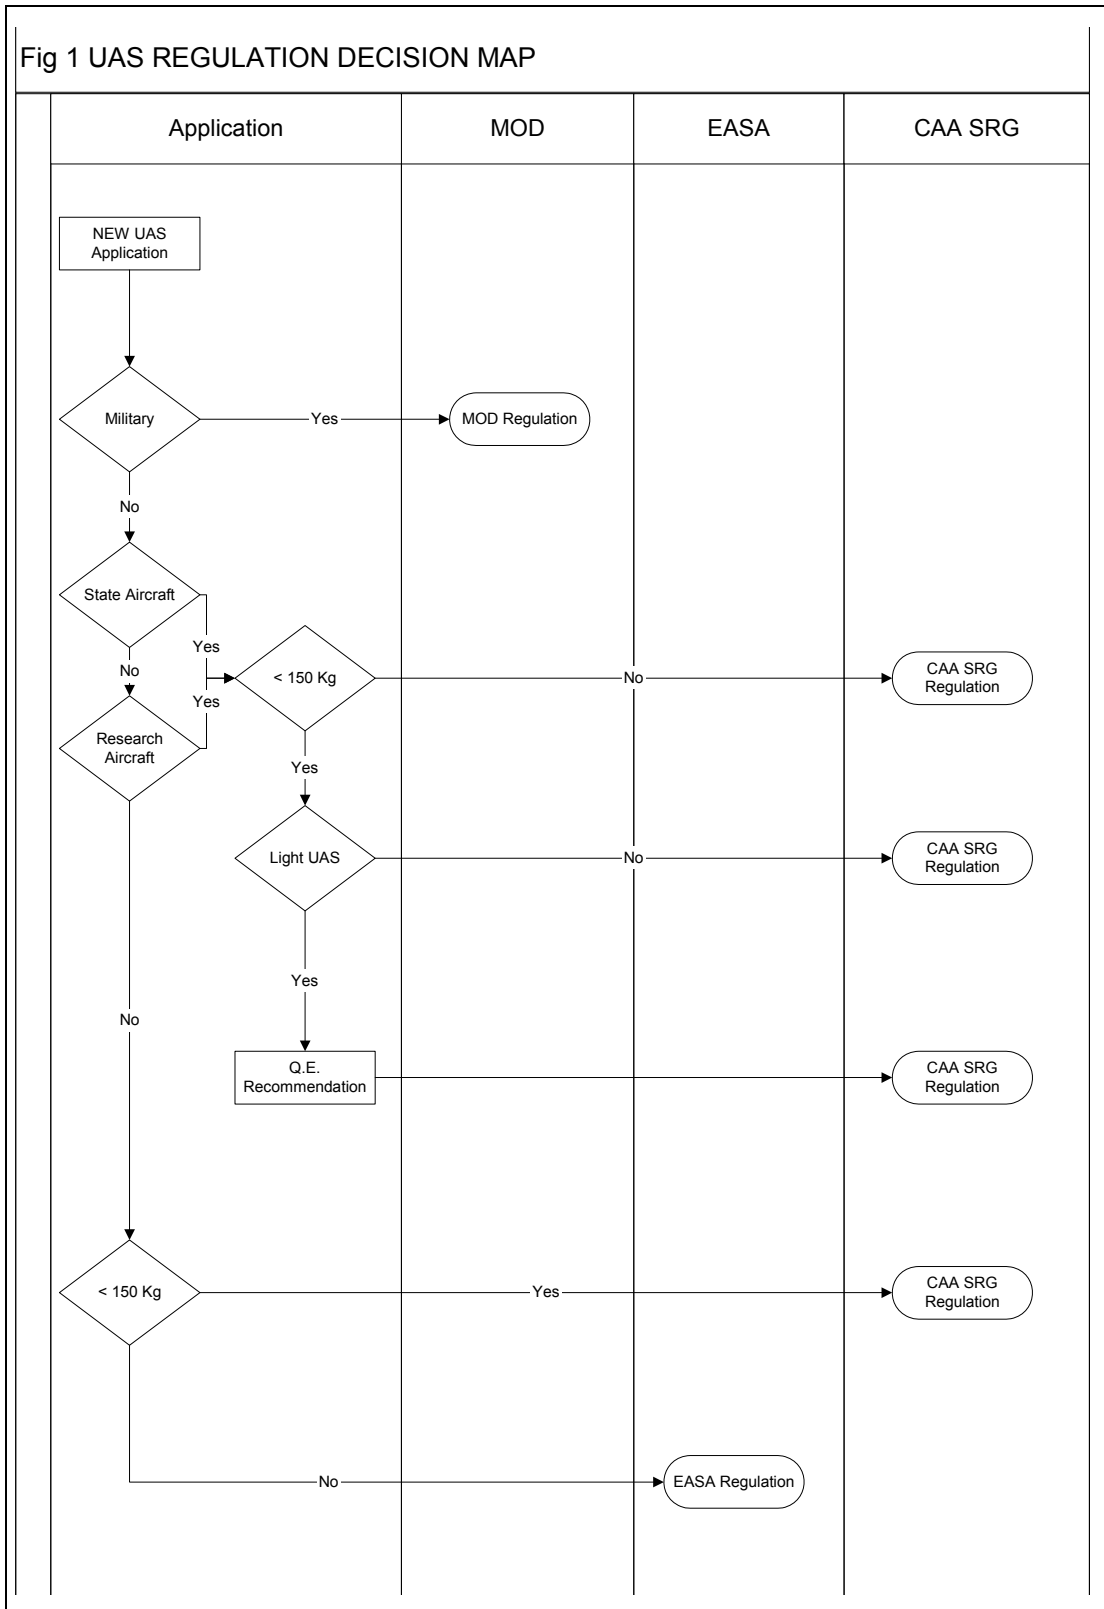 Fig 1 UAS REGULATION DECISION MAP
Application
MOD
EASA
CAA SRG
NEW UAS
Application
Military
Yes
MOD Regulation
No
State Aircraft
Yes
No
< 150 Kg
No
CAA SRG
Regulation
Yes
Research
Aircraft
Yes
Light UAS
No
CAA SRG
Regulation
Yes
No
Q.E.
Recommendation
CAA SRG
Regulation
< 150 Kg
Yes
CAA SRG
Regulation
No
EASA Regulation